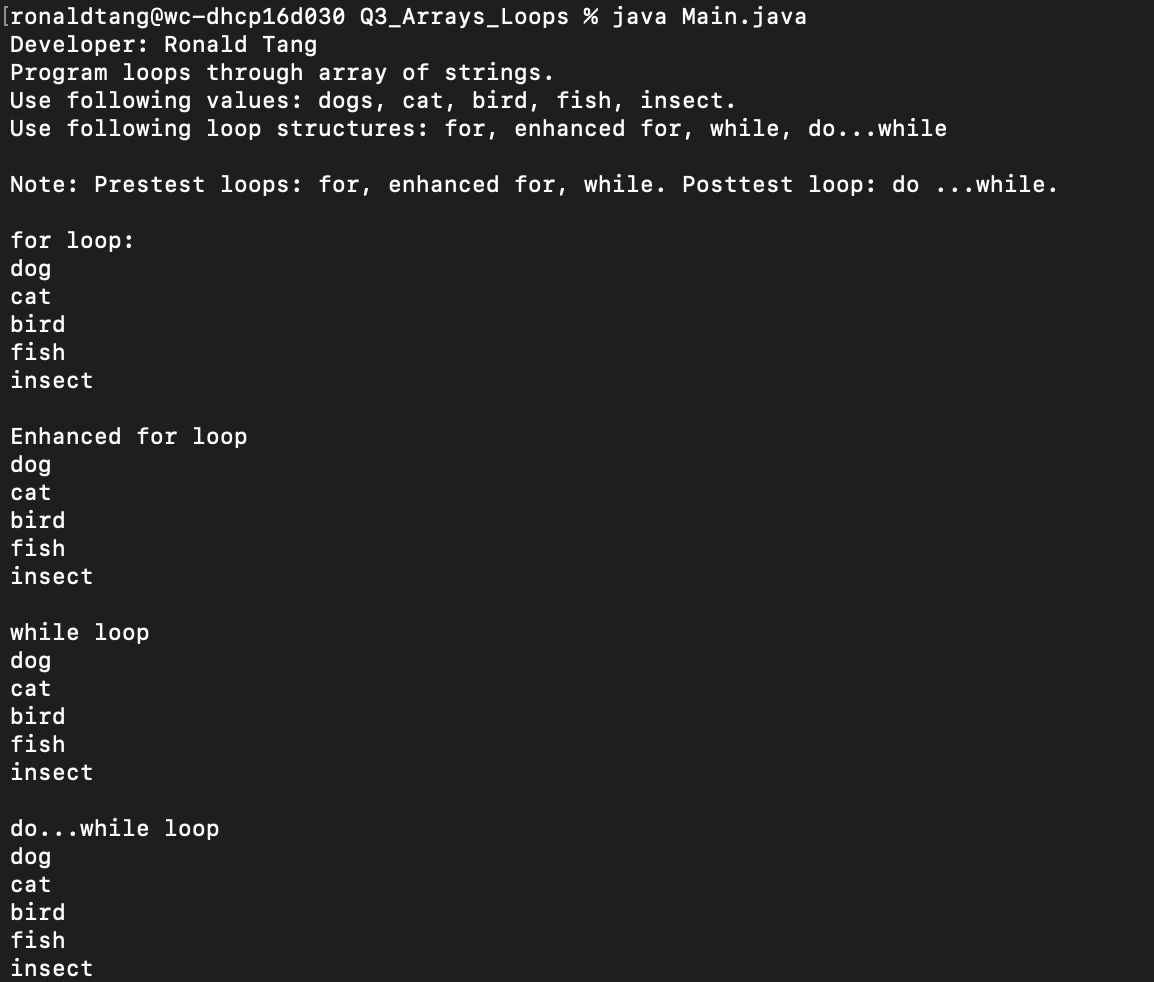 [ronaldtang@wc-dhcp16d030 Q3_Arrays_Loops % java Main.java
Developer: Ronald Tang
Program loops through array of strings.
Use following values: dogs, cat, bird, fish, insect.
Use following loop structures: for, enhanced for, while, do...while
Note: Prestest loops: for, enhanced for, while. Posttest loop: do ...while.
for loop:
dog
cat
bird
fish
insect
Enhanced for loop
dog
cat
bird
fish
insect
while loop
dog
cat
bird
fish
insect
do...while loop
dog
cat
bird
fish
insect